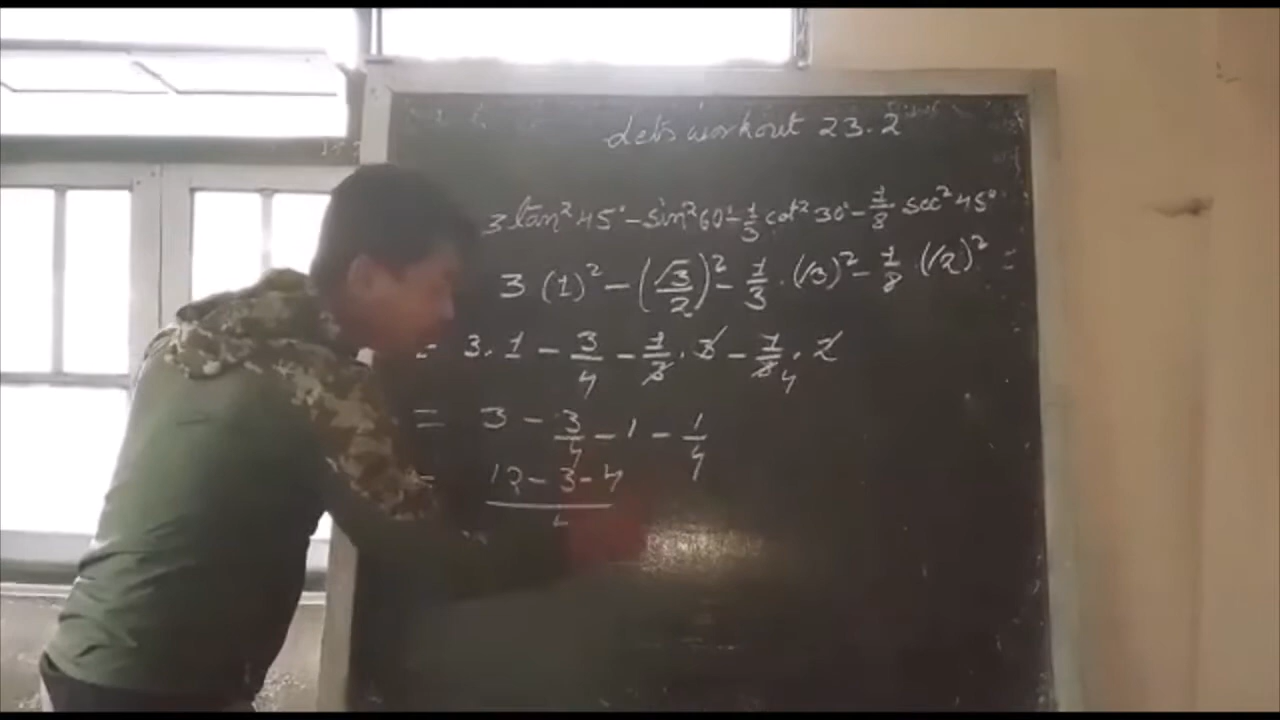 Let's workout 23.2
3 tan² 45° - sin² 60° - 1/3 cot² 30° - 1/8 sec² 45°
3 (1)² - (√3/2)² - 1/3 . (√3)² - 1/8 . (√2)² =
= 3.1 - 3/4 - 1/3 . 3 - 1/8 4 . 2
= 3 - 3/4 - 1 - 1/4
= 12 - 3 - 4